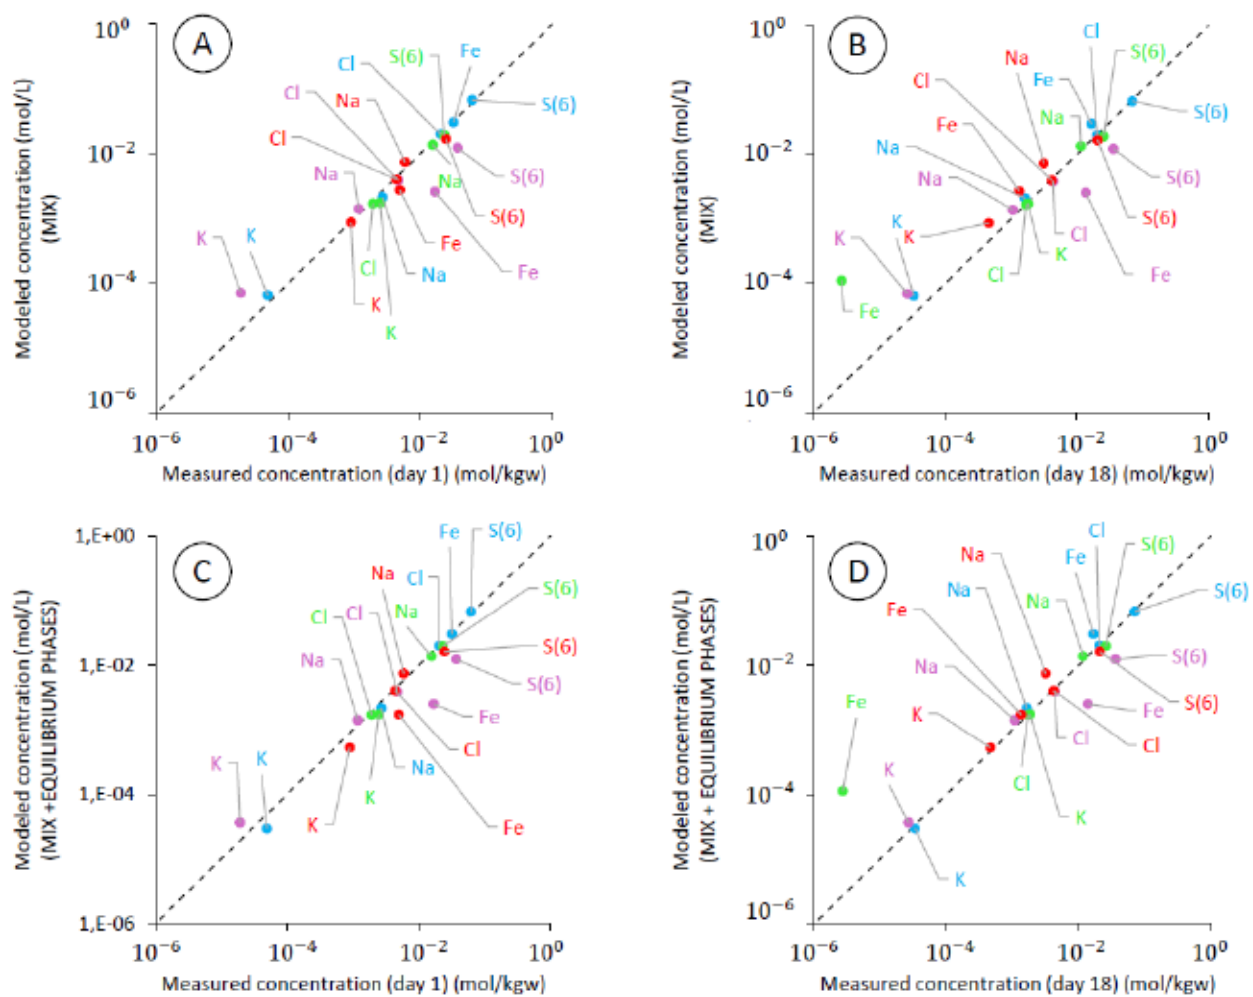 A
10⁰
10⁻²
10⁻⁴
10⁻⁶
Modeled concentration (mol/L)
(MIX)
Cl
S(6)
Fe
Cl
Na
S(6)
Cl
Na
S(6)
Na
S(6)
K
K
Fe
Cl
Na
Fe
K
K
10⁻⁶ 10⁻⁴ 10⁻² 10⁰
Measured concentration (day 1) (mol/kgw)
B
10⁰
10⁻²
10⁻⁴
10⁻⁶
Modeled concentration (mol/L)
(MIX)
Cl
S(6)
Na
Fe
Cl
S(6)
Fe
Na
Na
S(6)
Na
S(6)
K
K
K
Cl
Cl
K
Fe
Fe
10⁻⁶ 10⁻⁴ 10⁻² 10⁰
Measured concentration (day 18) (mol/kgw)
C
1,E+00
1,E-02
1,E-04
1,E-06
Modeled concentration (mol/L)
(MIX +EQUILIBRIUM PHASES)
Fe
S(6)
Na
Cl
S(6)
Cl
Cl
Na
S(6)
Na
S(6)
Fe
Cl
K
K
Na
K
K
Fe
10⁻⁶ 10⁻⁴ 10⁻² 10⁰
Measured concentration (day 1) (mol/kgw)
D
10⁰
10⁻²
10⁻⁴
10⁻⁶
Modeled concentration (mol/L)
(MIX + EQUILIBRIUM PHASES)
Cl
S(6)
Na
Fe
Na
S(6)
Fe
Na
S(6)
Na
Fe
Fe
S(6)
K
Cl
Cl
K
Cl
K
K
10⁻⁶ 10⁻⁴ 10⁻² 10⁰
Measured concentration (day 18) (mol/kgw)